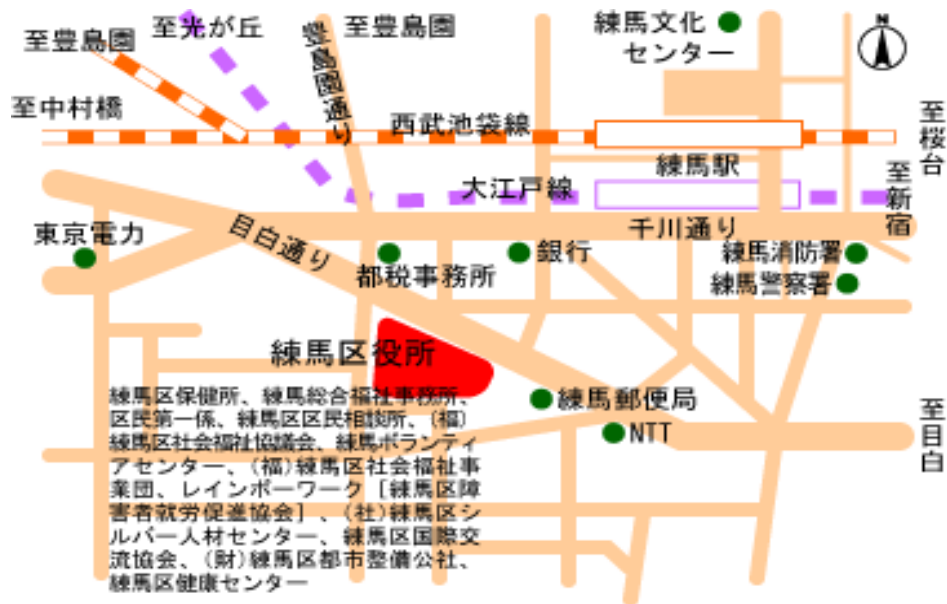 至光が丘
至豊島園
練馬文化
センター
N
至豊島園
豊島園通り
至中村橋
西武池袋線
至桜台
練馬駅
至新宿
大江戸線
千川通り
目白通り
東京電力
銀行
練馬消防署
都税事務所
練馬警察署
練馬区役所
練馬区保健所、練馬総合福祉事務所、
区民第一係、練馬区区民相談所、(福)
練馬区社会福祉協議会、練馬ボランティ
アセンター、(福)練馬区社会福祉事
業団、レインボーワーク［練馬区障
害者就労促進協会］、(社)練馬区シ
ルバー人材センター、練馬区国際交
流協会、(財)練馬区都市整備公社、
練馬区健康センター
練馬郵便局
NTT
至目白